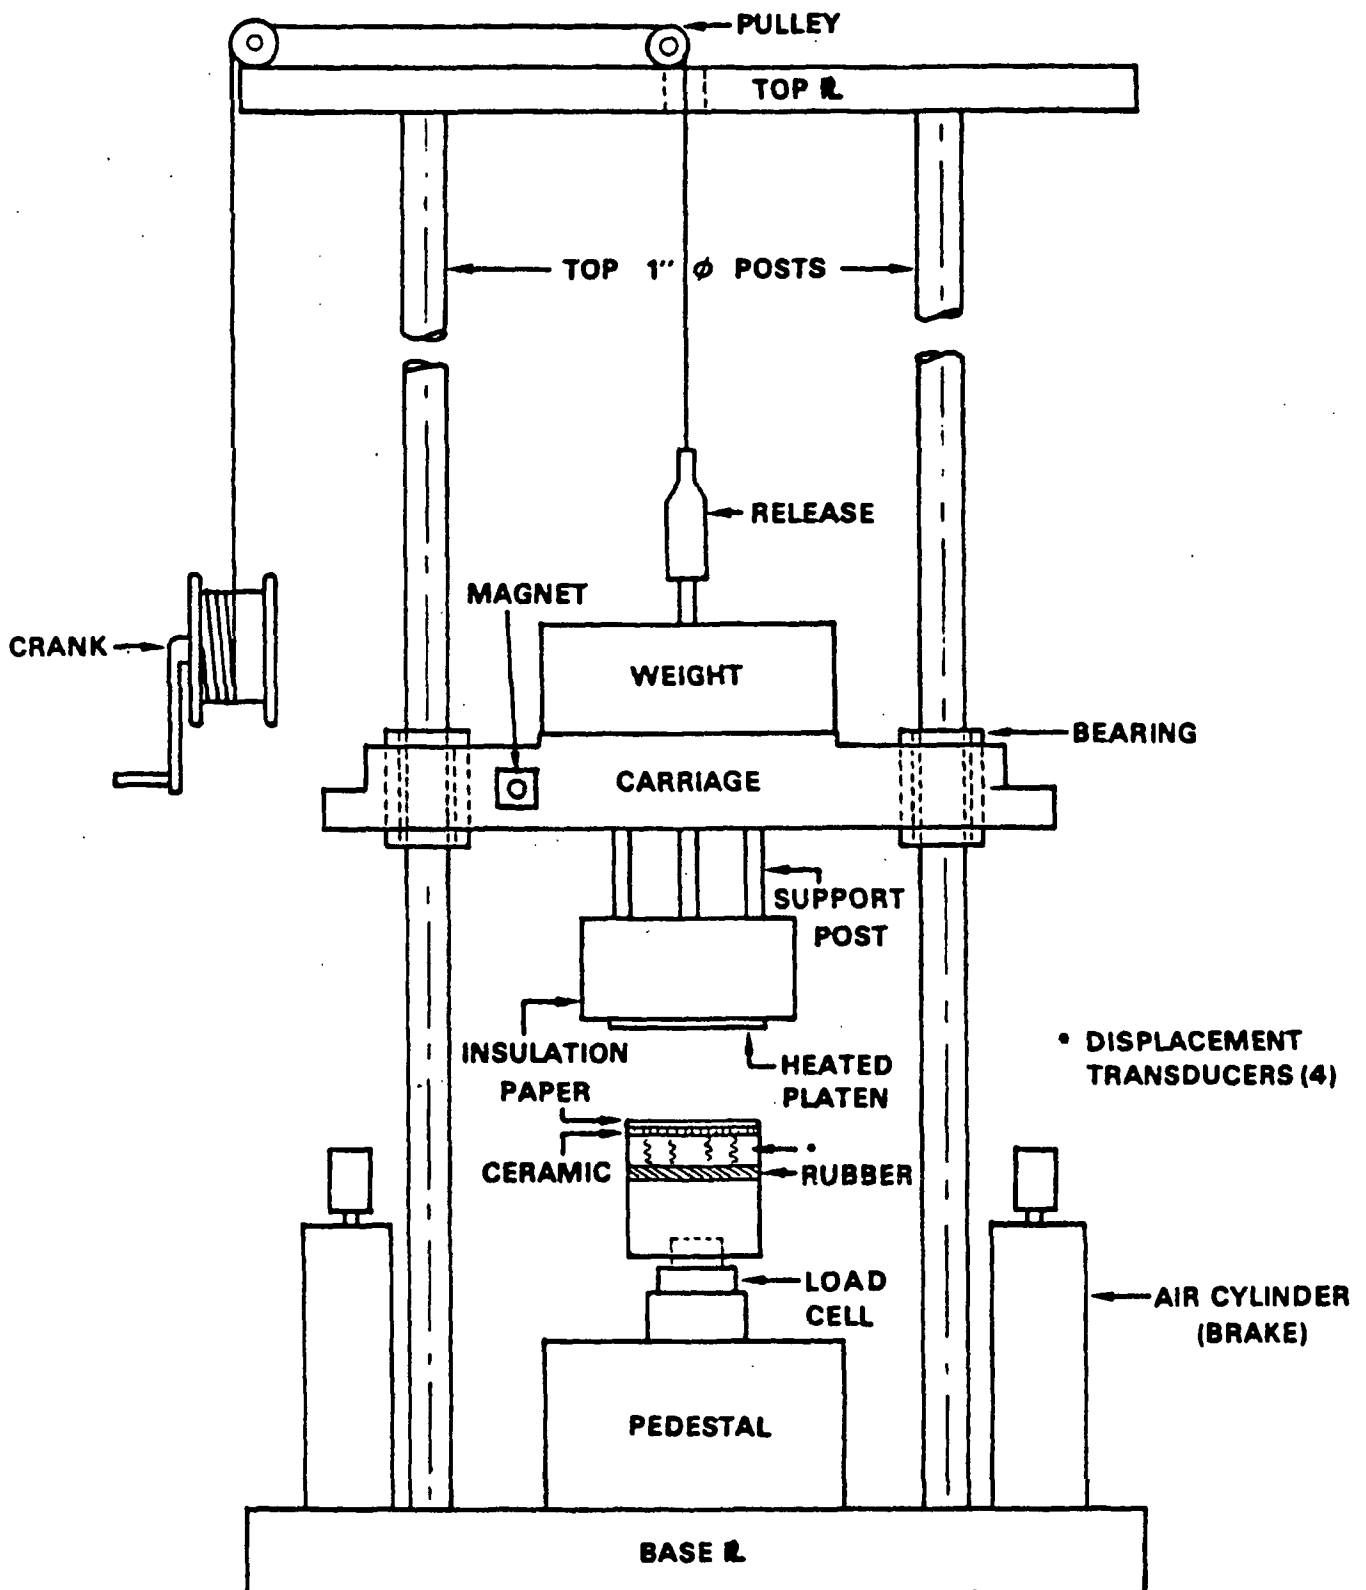 PULLEY
TOP ⅊
TOP 1" ϕ POSTS
RELEASE
MAGNET
CRANK
WEIGHT
BEARING
CARRIAGE
SUPPORT
POST
INSULATION
PAPER
HEATED
PLATEN
* DISPLACEMENT
TRANSDUCERS (4)
CERAMIC
*
RUBBER
LOAD
CELL
AIR CYLINDER
(BRAKE)
PEDESTAL
BASE ⅊